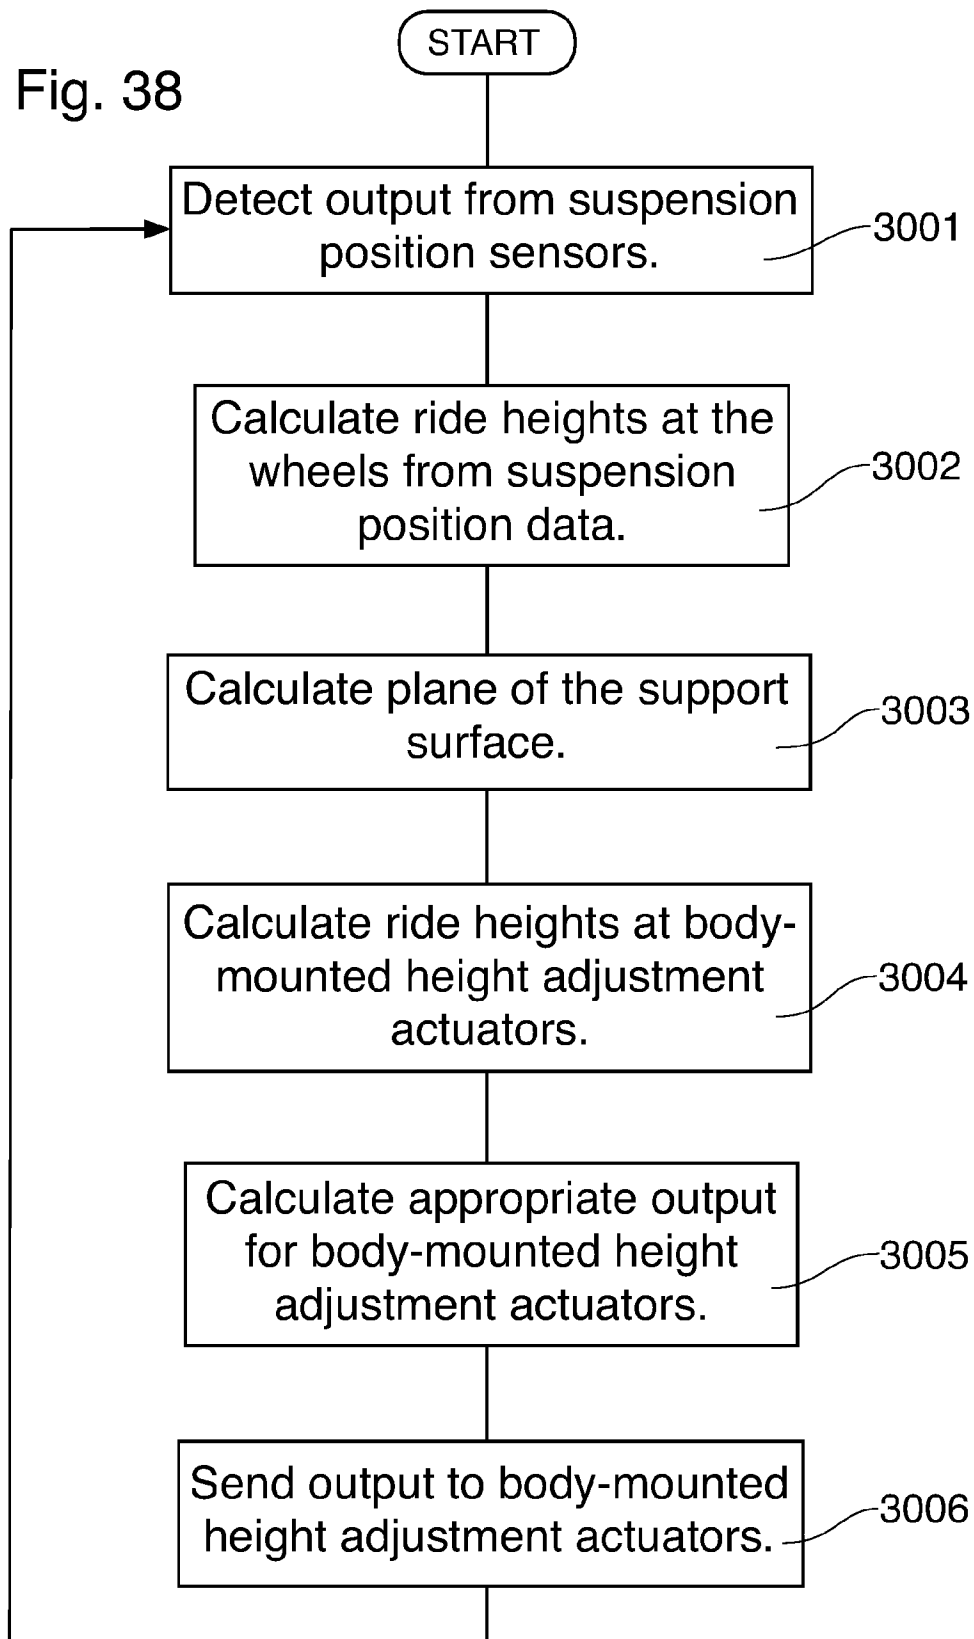 START
Fig. 38
Detect output from suspension
position sensors.
3001
Calculate ride heights at the
wheels from suspension
position data.
3002
Calculate plane of the support
surface.
3003
Calculate ride heights at body-
mounted height adjustment
actuators.
3004
Calculate appropriate output
for body-mounted height
adjustment actuators.
3005
Send output to body-mounted
height adjustment actuators.
3006